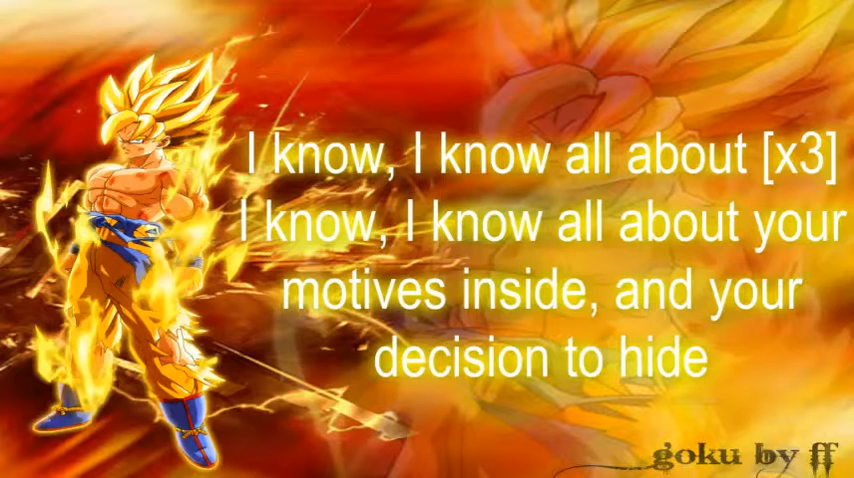 I know, I know all about [x3]
I know, I know all about your
motives inside, and your
decision to hide
goku by ff